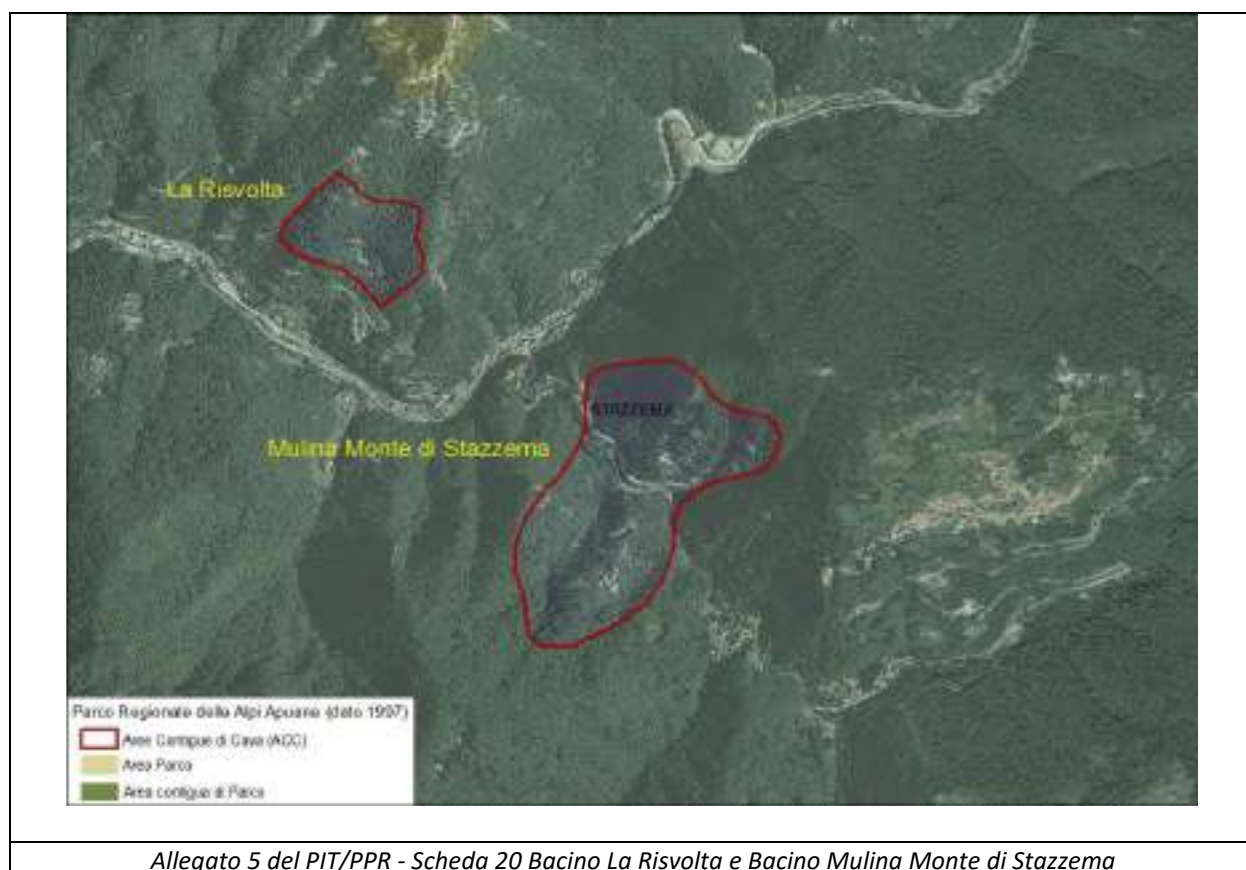 La Risvolta
STAZZEMA
Mulina Monte di Stazzema
Parco Regionale delle Alpi Apuane (dato 1997)
Aree Contigue di Cava (ACC)
Area Parco
Area contigua di Parco
Allegato 5 del PIT/PPR - Scheda 20 Bacino La Risvolta e Bacino Mulina Monte di Stazzema